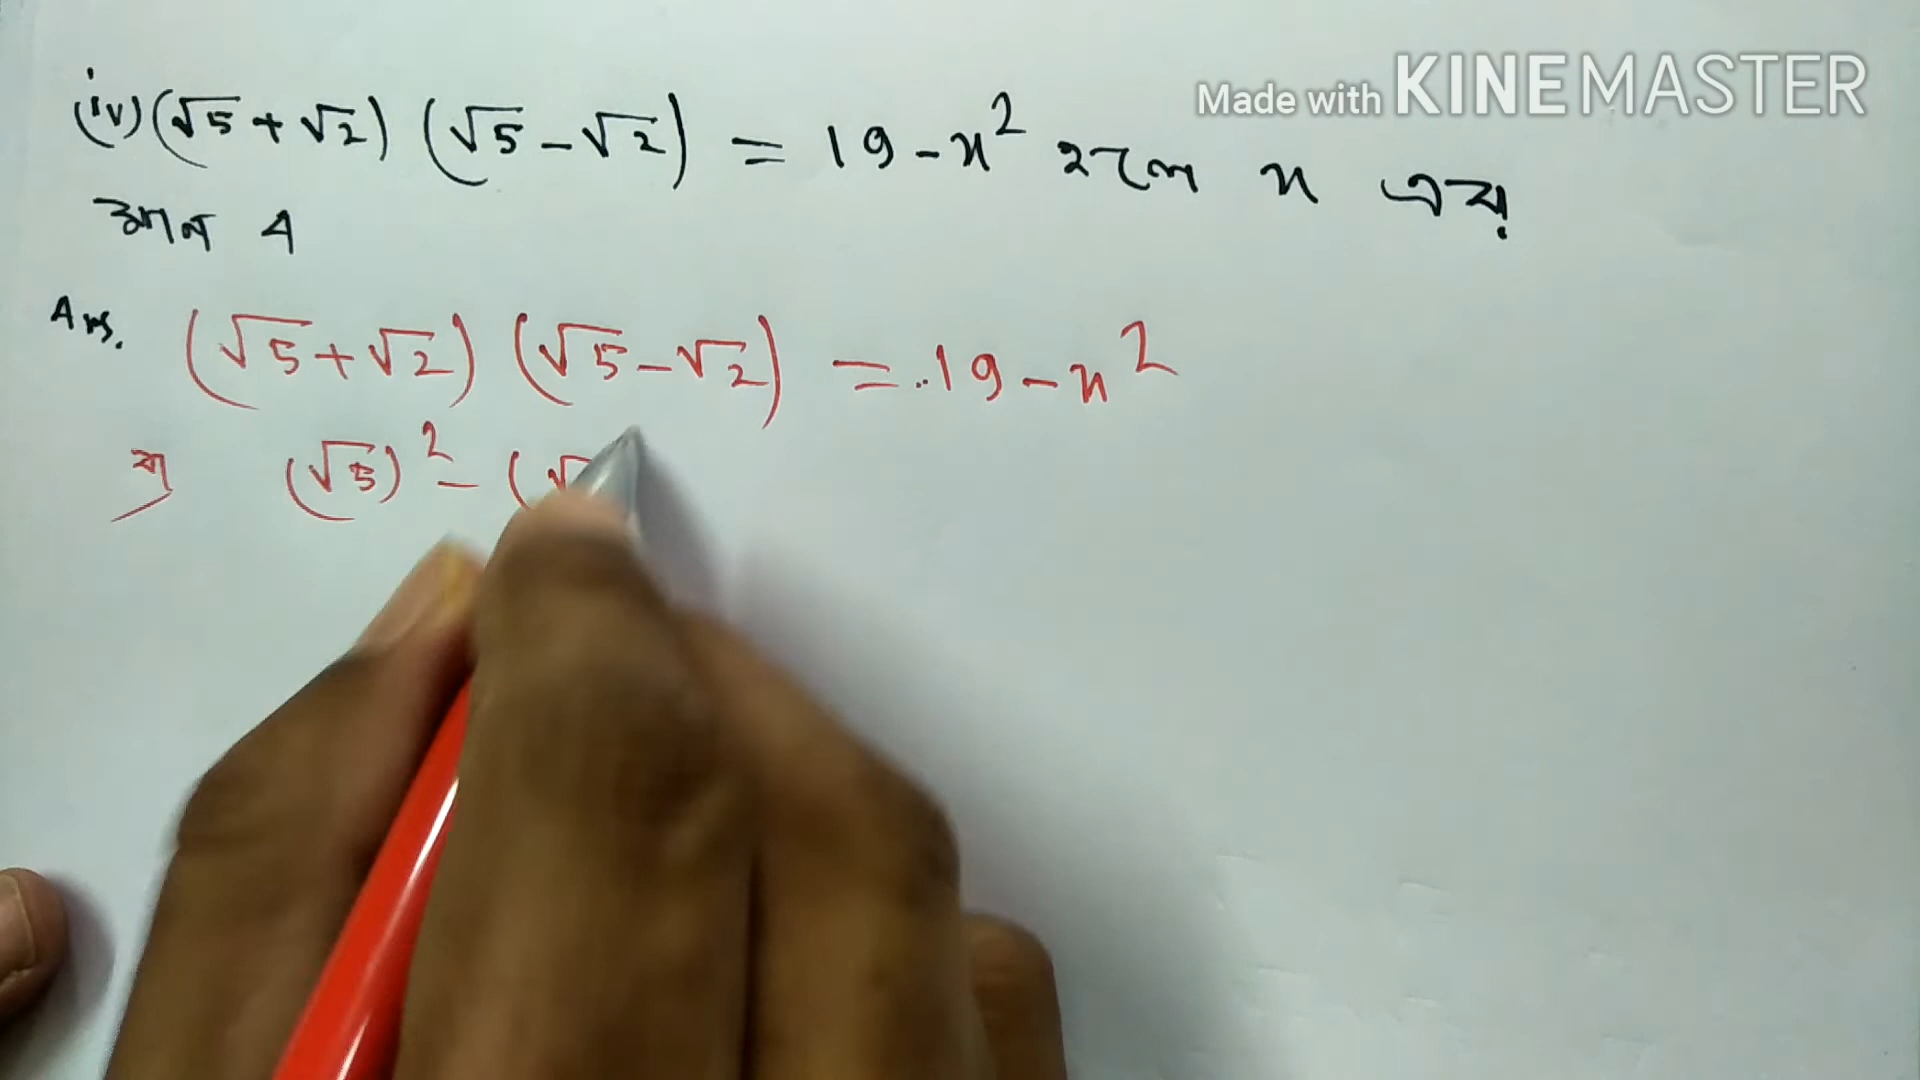 Made with KINEMASTER
(iv) (√5 + √2) (√5 - √2) = 19 - x² হলে x এর
মান 4
Ans. (√5 + √2) (√5 - √2) = 19 - x²
বা (√5)² - (√